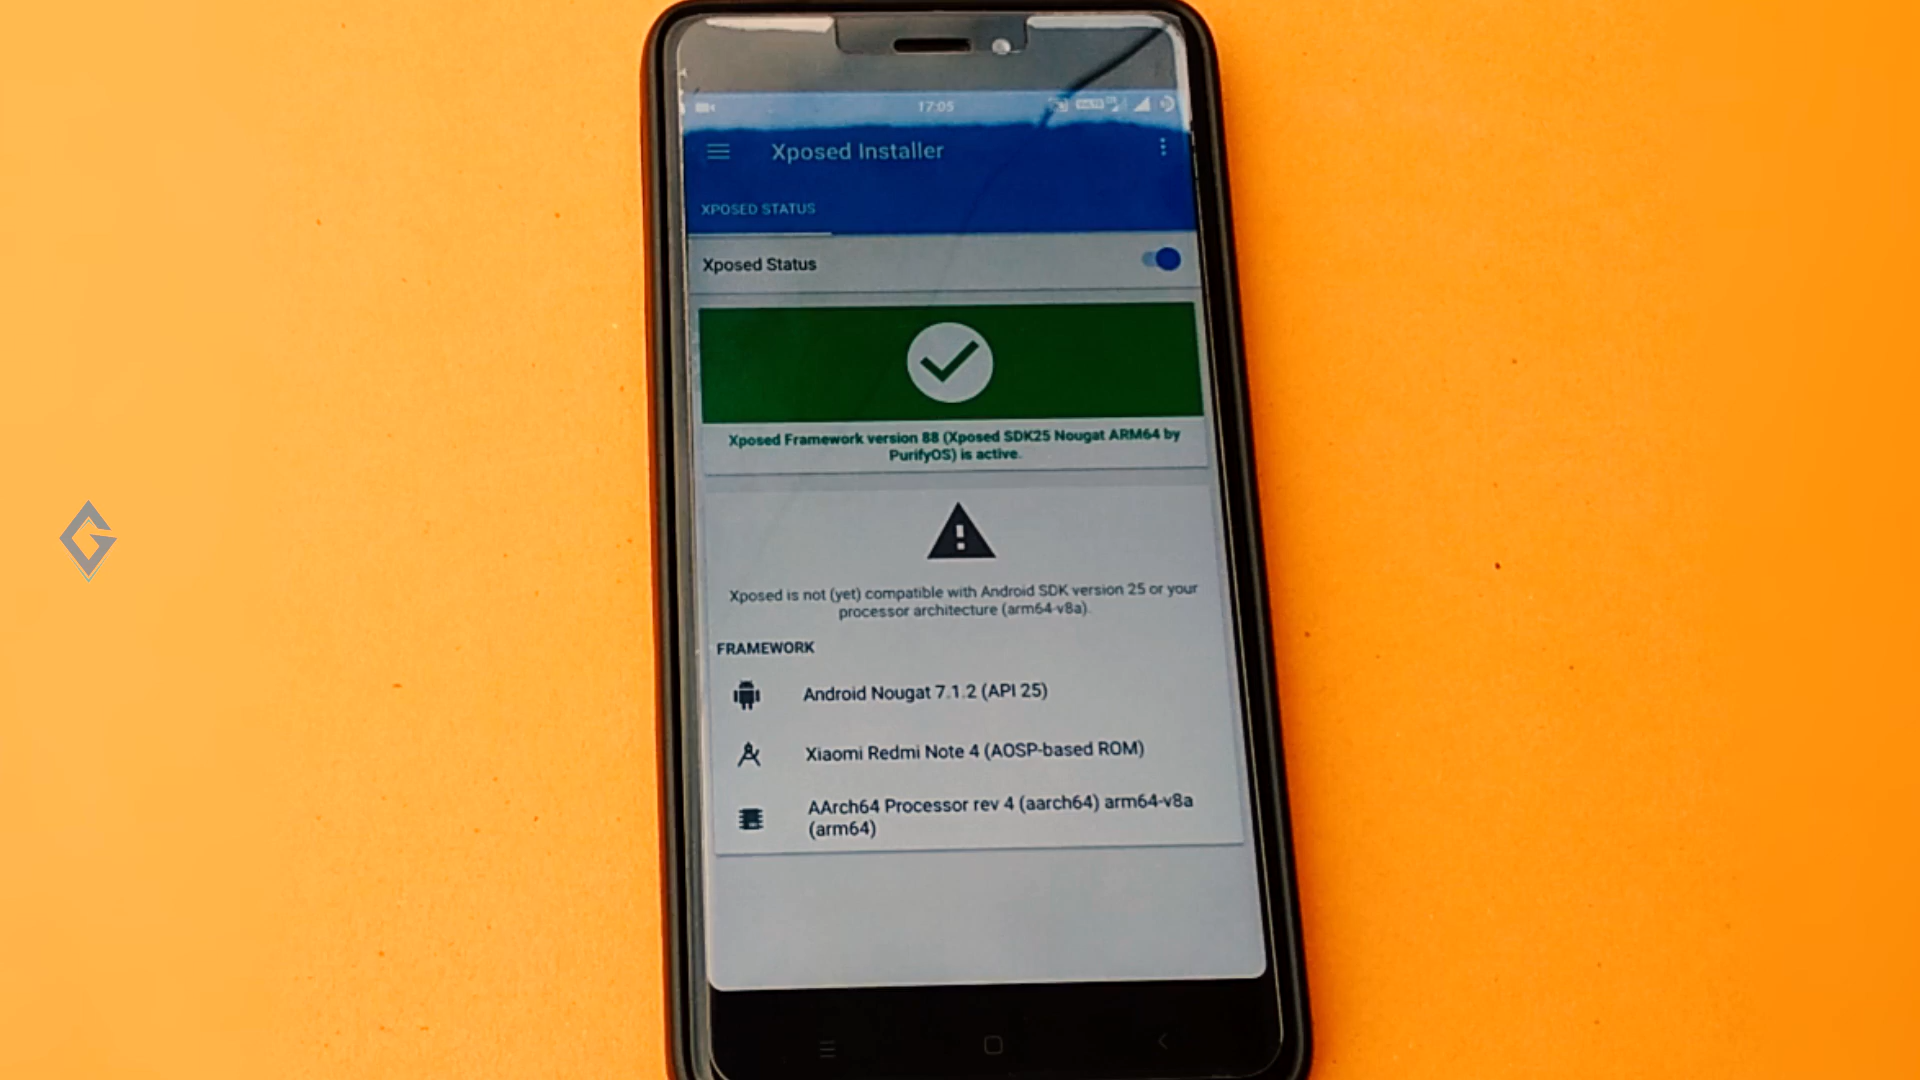 17:05
Xposed Installer
XPOSED STATUS
Xposed Status
Xposed Framework version 88 (Xposed SDK25 Nougat ARM64 by
PurifyOS) is active.
Xposed is not (yet) compatible with Android SDK version 25 or your
processor architecture (arm64-v8a).
FRAMEWORK
Android Nougat 7.1.2 (API 25)
Xiaomi Redmi Note 4 (AOSP-based ROM)
AArch64 Processor rev 4 (aarch64) arm64-v8a
(arm64)